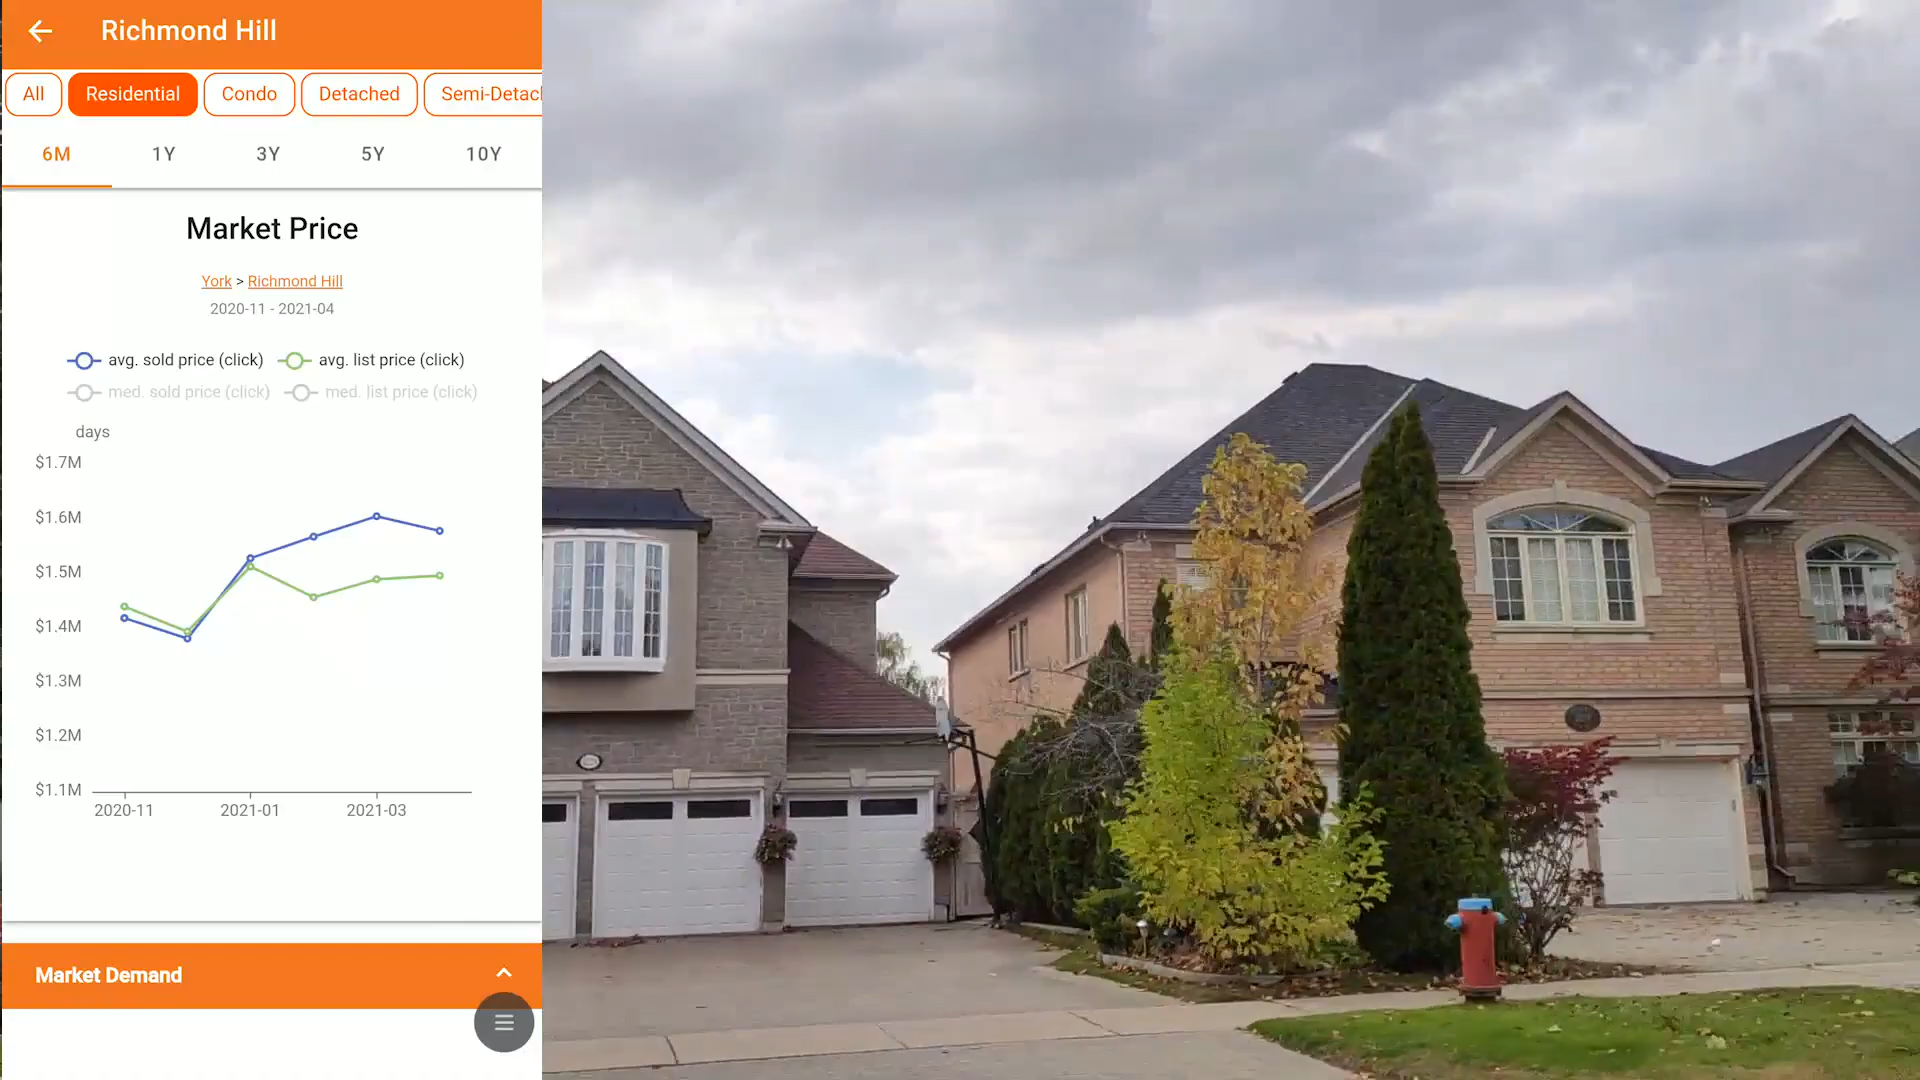 Richmond Hill
All Residential Condo Detached Semi-Detach
6M 1Y 3Y 5Y 10Y
Market Price
York > Richmond Hill
2020-11 - 2021-04
avg. sold price (click) avg. list price (click)
med. sold price (click) med. list price (click)
days
$1.7M
$1.6M
$1.5M
$1.4M
$1.3M
$1.2M
$1.1M
2020-11 2021-01 2021-03
Market Demand